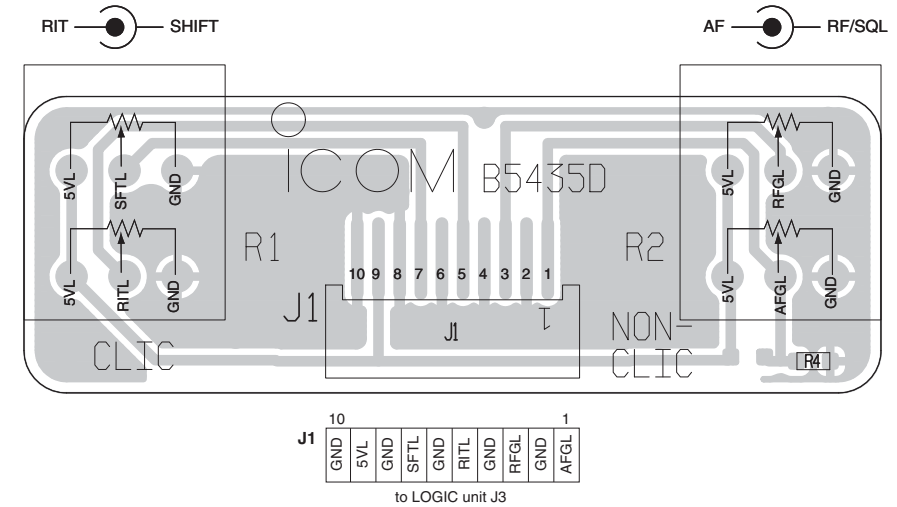 RIT SHIFT AF RF/SQL
5VL SFTL GND 5VL RFGL GND
ICOM B5435D
R1 R2
5VL RITL GND 10 9 8 7 6 5 4 3 2 1 5VL AFGL GND
J1 J1 1 NON-
CLIC CLIC R4
10 1
J1 GND 5VL GND SFTL GND RITL GND RFGL GND AFGL
to LOGIC unit J3